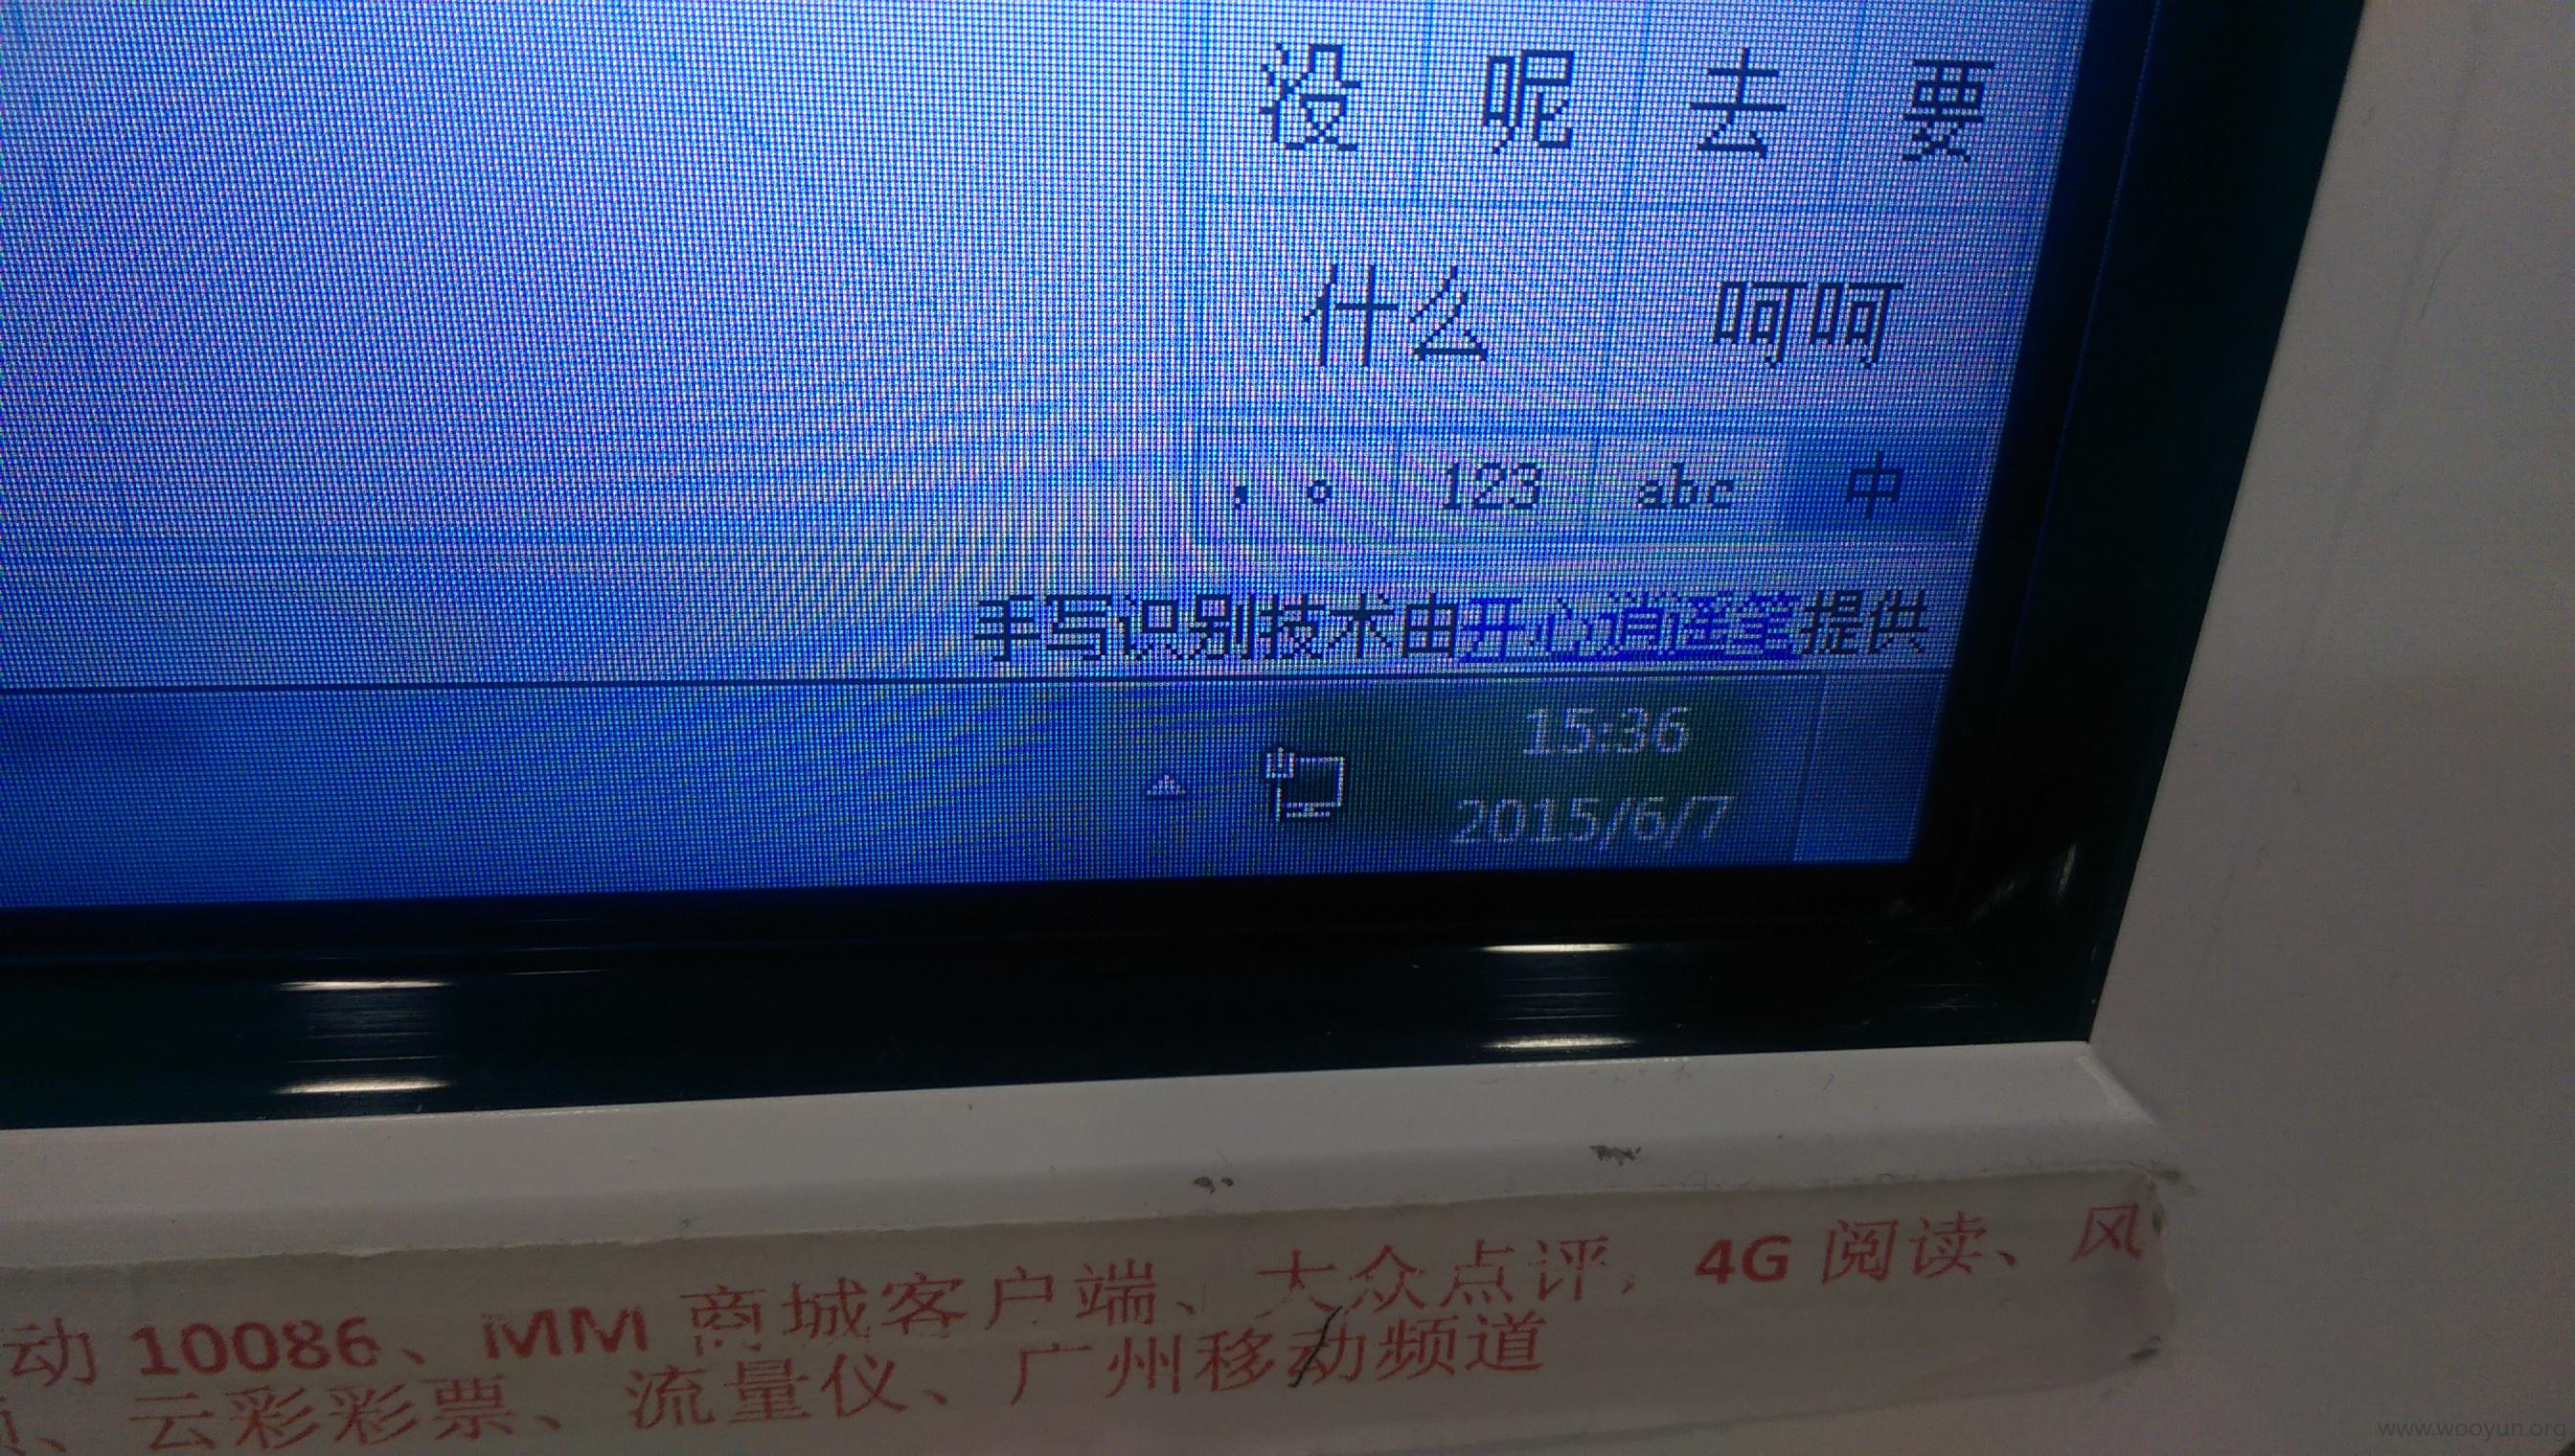 没 呢 去 要
什么 呵呵
，。 123 abc 中
手写识别技术由开心逍遥笔提供
15:36
2015/6/7
动 10086、MM 商城客户端、大众点评，4G 阅读、风
、云彩彩票、流量仪、广州移动频道
www.wooyun.org